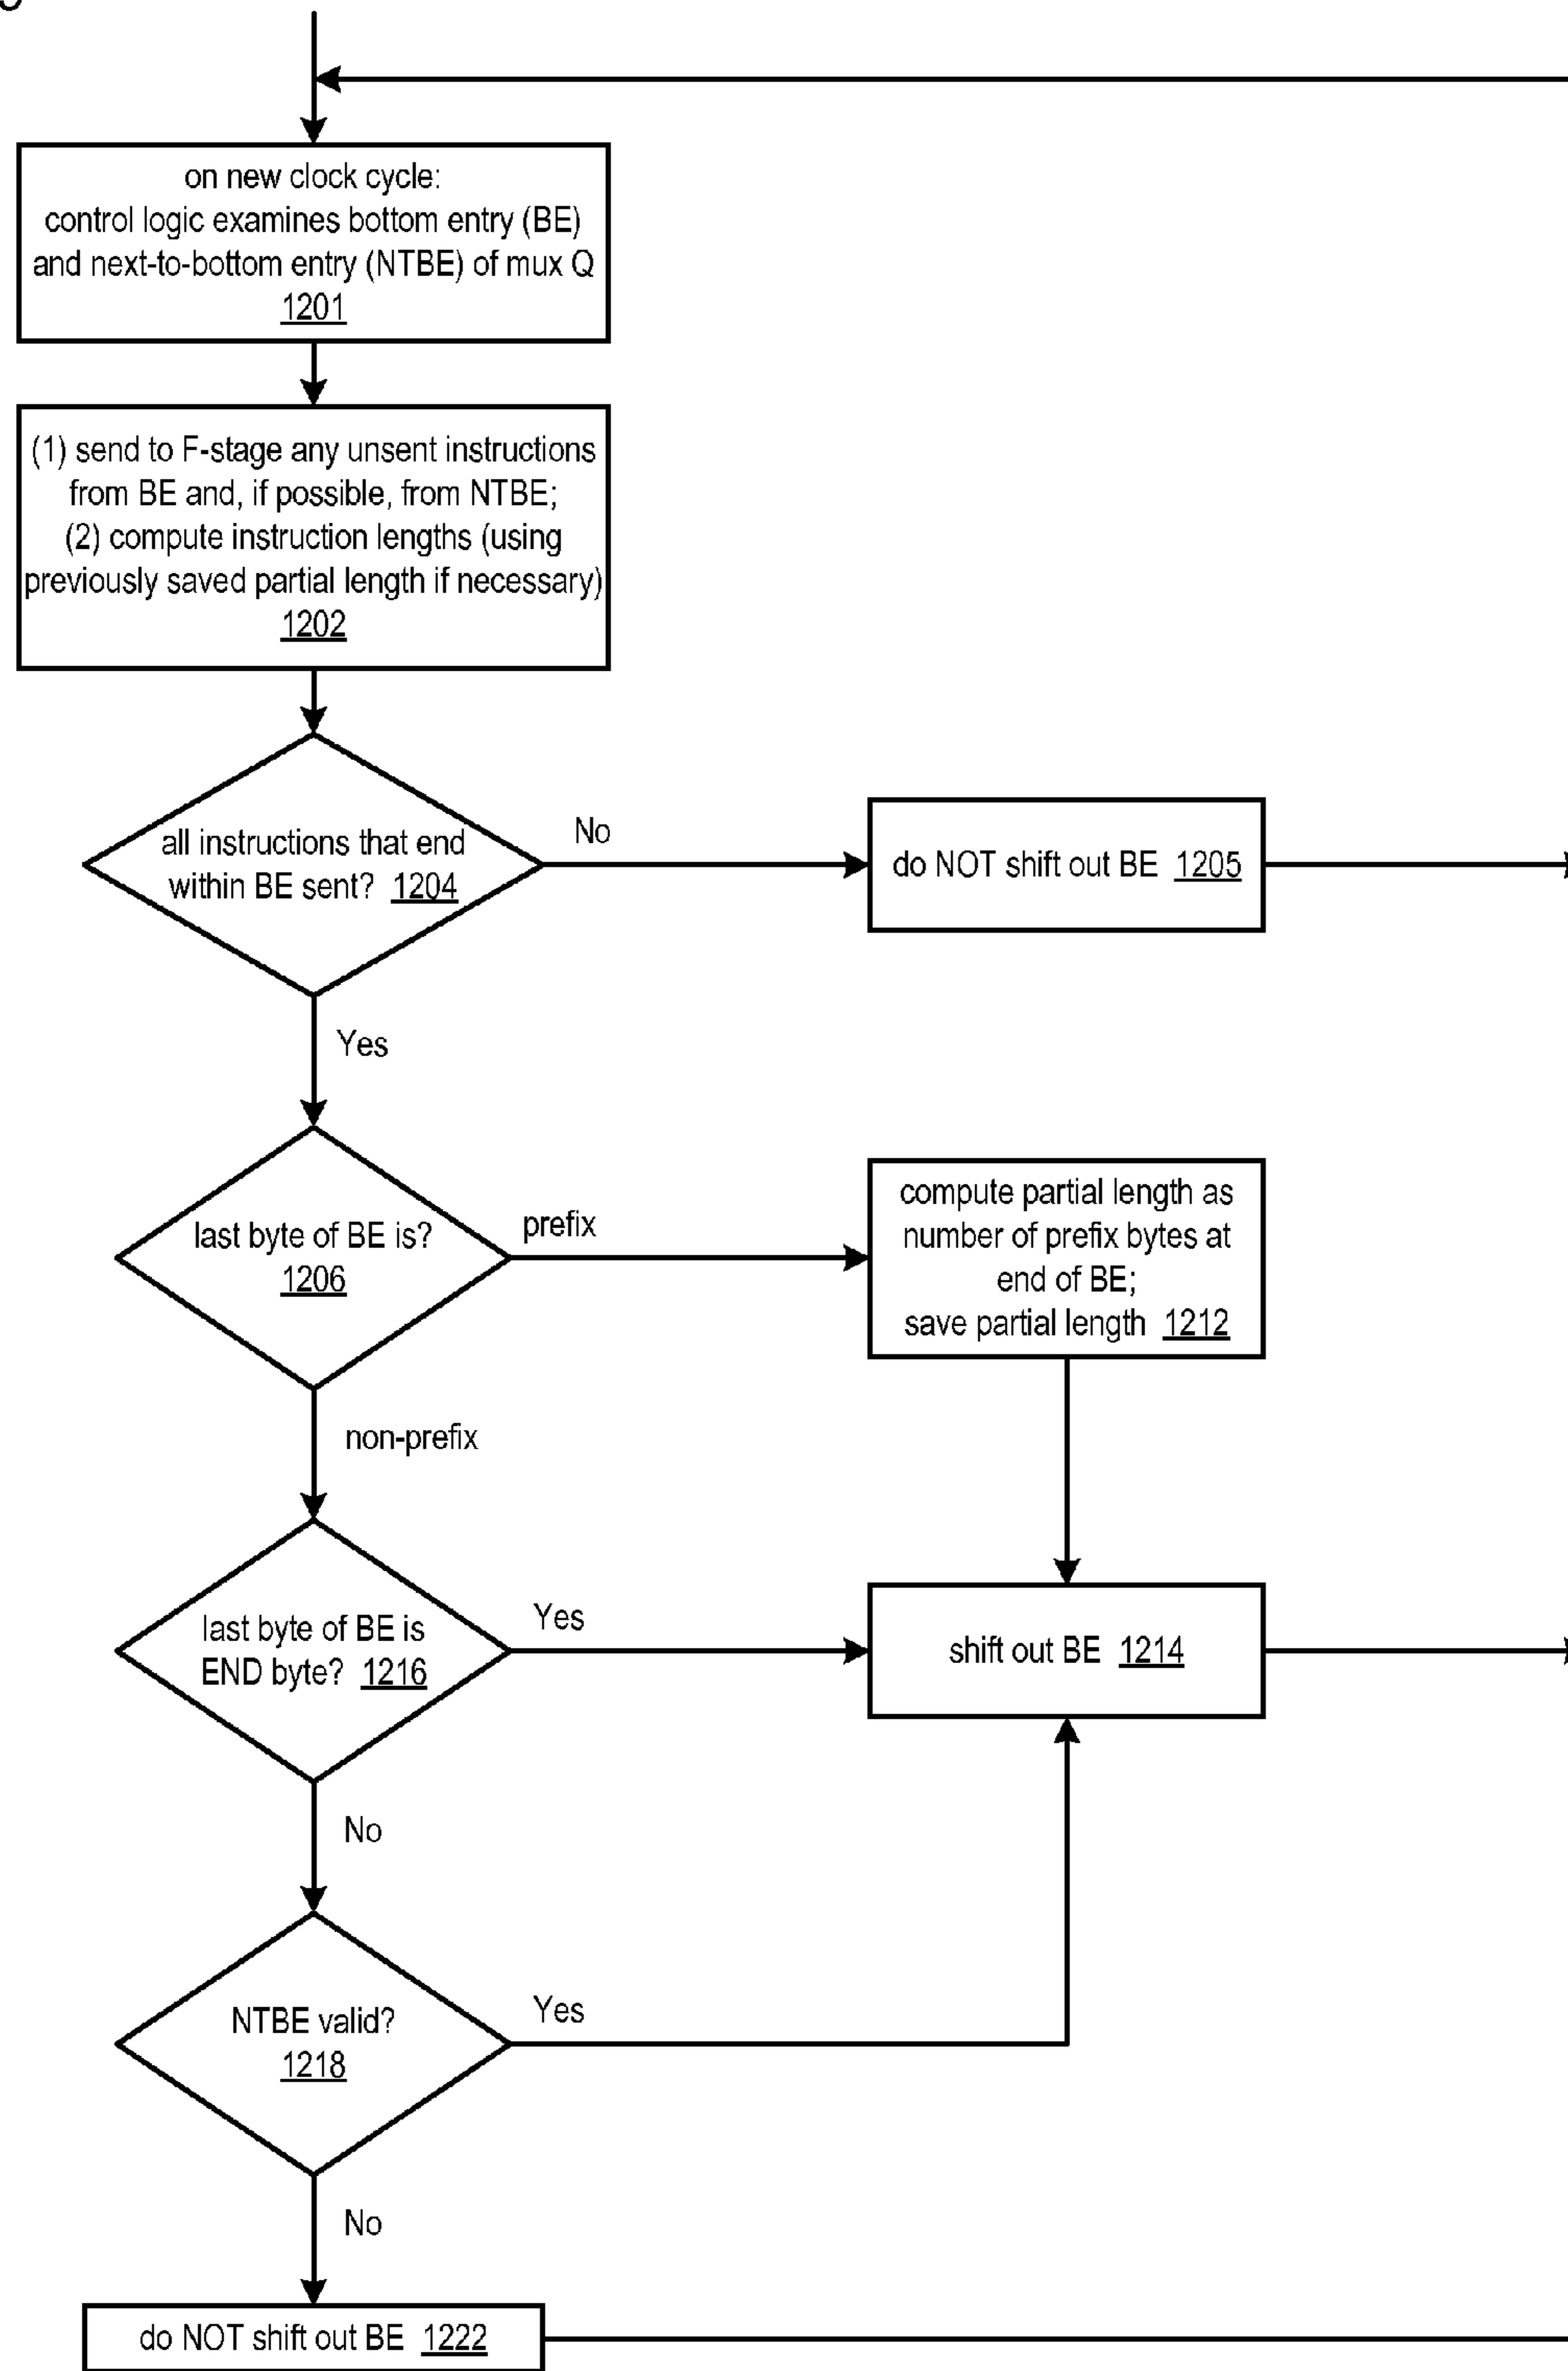 on new clock cycle:
control logic examines bottom entry (BE)
and next-to-bottom entry (NTBE) of mux Q
1201
(1) send to F-stage any unsent instructions
from BE and, if possible, from NTBE;
(2) compute instruction lengths (using
previously saved partial length if necessary)
1202
all instructions that end
within BE sent? 1204
No
do NOT shift out BE 1205
Yes
last byte of BE is?
1206
prefix
compute partial length as
number of prefix bytes at
end of BE;
save partial length 1212
non-prefix
last byte of BE is
END byte? 1216
Yes
shift out BE 1214
No
NTBE valid?
1218
Yes
No
do NOT shift out BE 1222